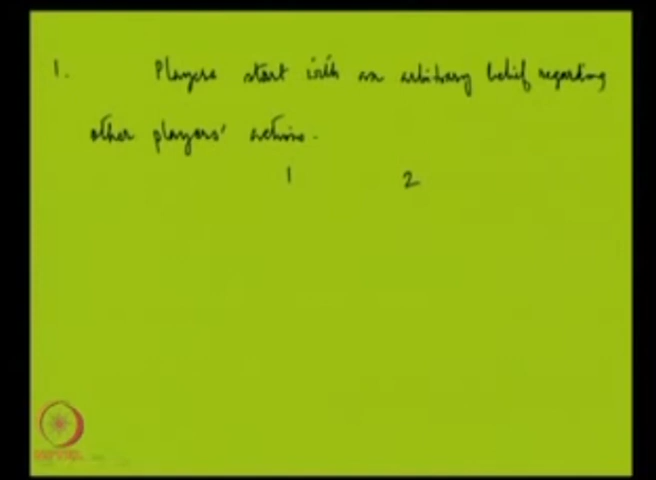 1. Players start with an arbitrary belief regarding
other players' actions.
1 2